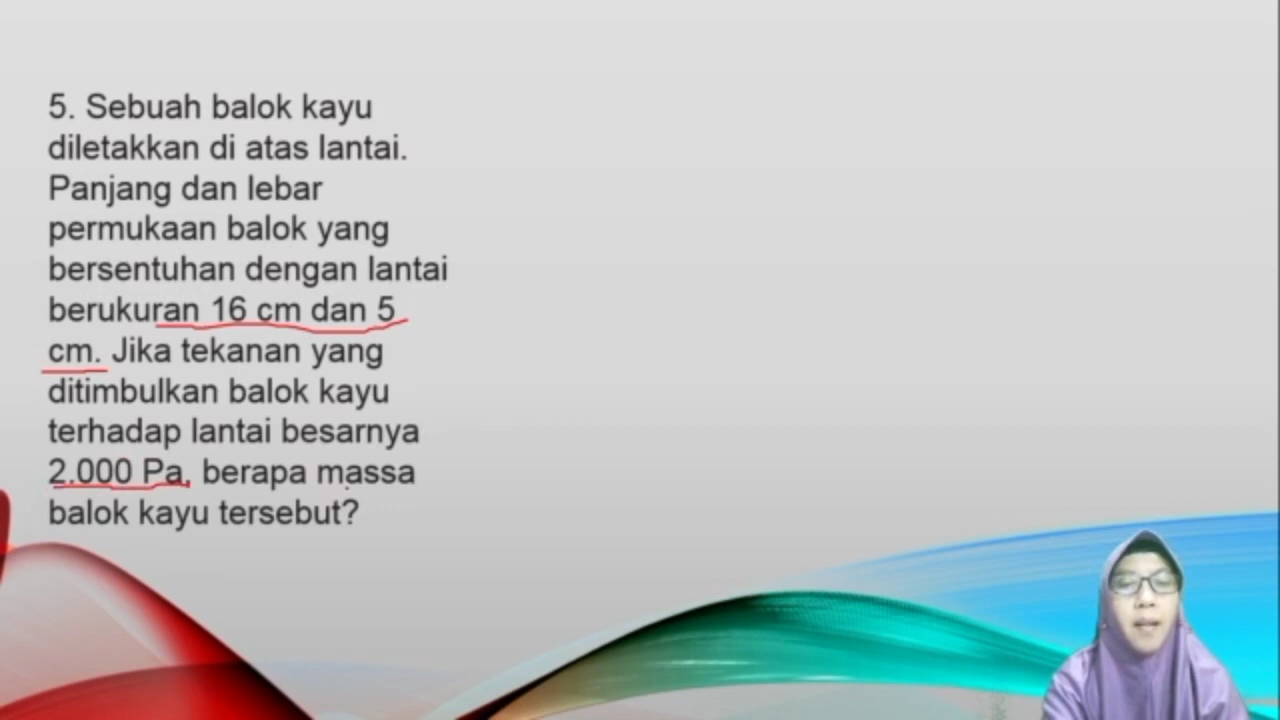 5. Sebuah balok kayu
diletakkan di atas lantai.
Panjang dan lebar
permukaan balok yang
bersentuhan dengan lantai
berukuran 16 cm dan 5
cm. Jika tekanan yang
ditimbulkan balok kayu
terhadap lantai besarnya
2.000 Pa, berapa massa
balok kayu tersebut?